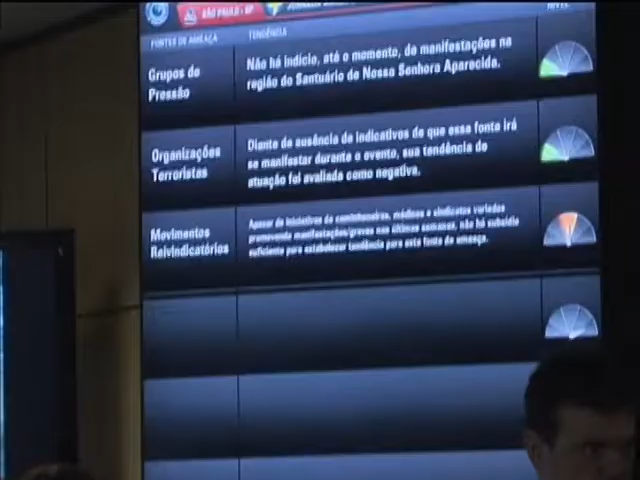 SÃO PAULO - SP
FONTES DE AMEAÇA
TENDÊNCIA
NÍVEL
Grupos de
Pressão
Não há indício, até o momento, de manifestações na
região do Santuário de Nossa Senhora Aparecida.
Organizações
Terroristas
Diante da ausência de indicativos de que essa fonte irá
se manifestar durante o evento, sua tendência de
atuação foi avaliada como negativa.
Movimentos
Reivindicatórios
Apesar de iniciativas de caminhoneiros, médicos e sindicatos variados
promovendo manifestações/greves nas últimas semanas, não há subsídio
suficiente para estabelecer tendência para esta fonte de ameaça.